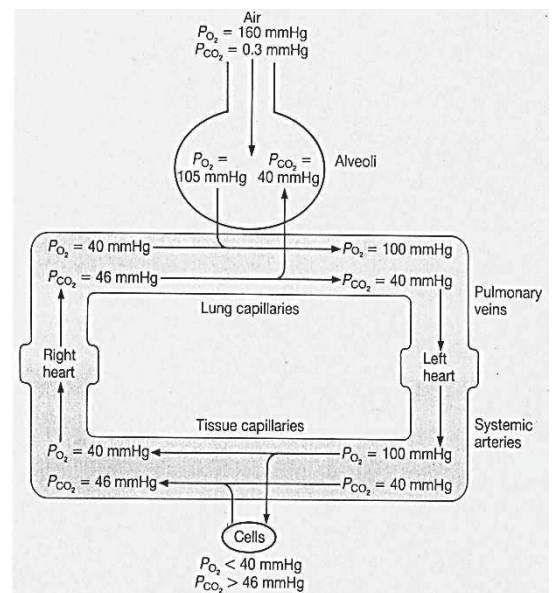 Air
PO2 = 160 mmHg
PCO2 = 0.3 mmHg
PO2 = PCO2 = Alveoli
105 mmHg 40 mmHg
PO2 = 40 mmHg PO2 = 100 mmHg
PCO2 = 46 mmHg PCO2 = 40 mmHg
Lung capillaries
Pulmonary
veins
Right
heart
Left
heart
Tissue capillaries
Systemic
arteries
PO2 = 40 mmHg PO2 = 100 mmHg
PCO2 = 46 mmHg PCO2 = 40 mmHg
Cells
PO2 < 40 mmHg
PCO2 > 46 mmHg